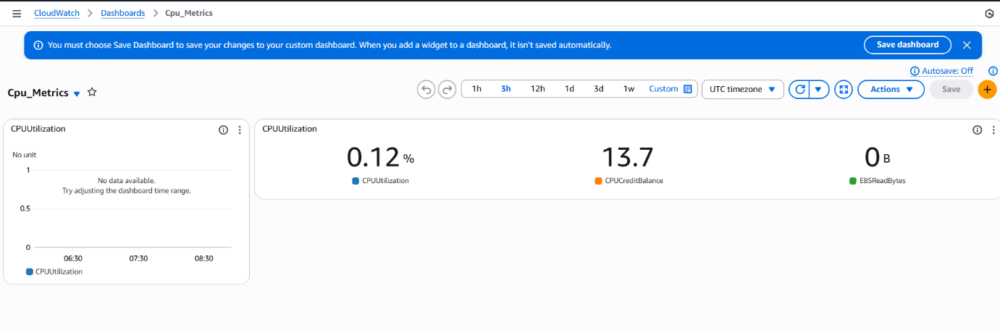 CloudWatch > Dashboards > Cpu_Metrics
You must choose Save Dashboard to save your changes to your custom dashboard. When you add a widget to a dashboard, it isn't saved automatically.
Save dashboard
Autosave: Off
Cpu_Metrics
1h 3h 12h 1d 3d 1w Custom
UTC timezone
Actions
Save
CPUUtilization
No unit
1
No data available.
Try adjusting the dashboard time range.
0.5
0
06:30 07:30 08:30
CPUUtilization
CPUUtilization
0.12 % 13.7 0 B
CPUUtilization CPUCreditBalance EBSReadBytes